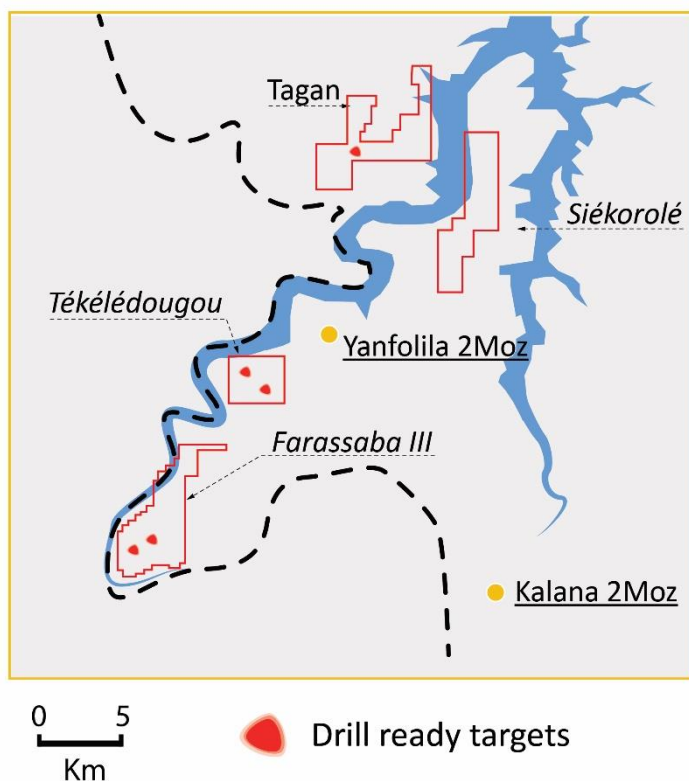 Tagan
Siékorolé
Tékélédougou
Yanfolila 2Moz
Farassaba III
Kalana 2Moz
0 5
Km
Drill ready targets